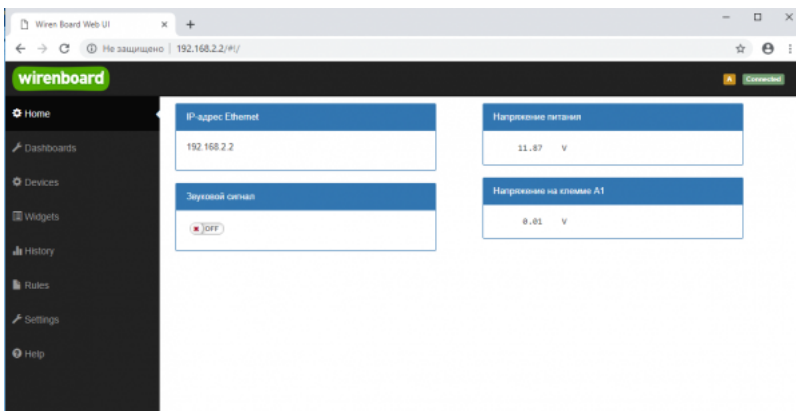 Wiren Board Web UI
Не защищено
192.168.2.2/#!/
wirenboard
A
Connected
Home
Dashboards
Devices
Widgets
History
Rules
Settings
Help
IP-адрес Ethernet
192.168.2.2
Звуковой сигнал
OFF
Напряжение питания
11.87 V
Напряжение на клемме A1
0.01 V